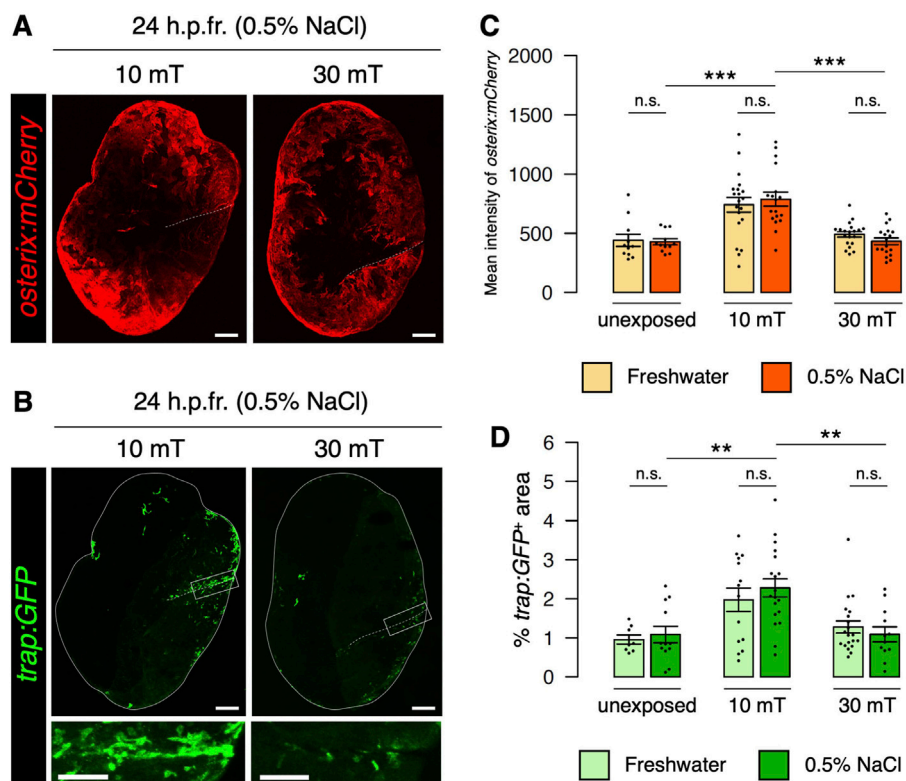 A
24 h.p.fr. (0.5% NaCl)
10 mT
30 mT
osterix:mCherry
B
24 h.p.fr. (0.5% NaCl)
10 mT
30 mT
trap:GFP
C
Mean intensity of osterix:mCherry
2000
1500
1000
500
0
***
***
n.s.
n.s.
n.s.
unexposed
10 mT
30 mT
Freshwater
0.5% NaCl
D
% trap:GFP+ area
6
5
4
3
2
1
0
**
**
n.s.
n.s.
n.s.
unexposed
10 mT
30 mT
Freshwater
0.5% NaCl